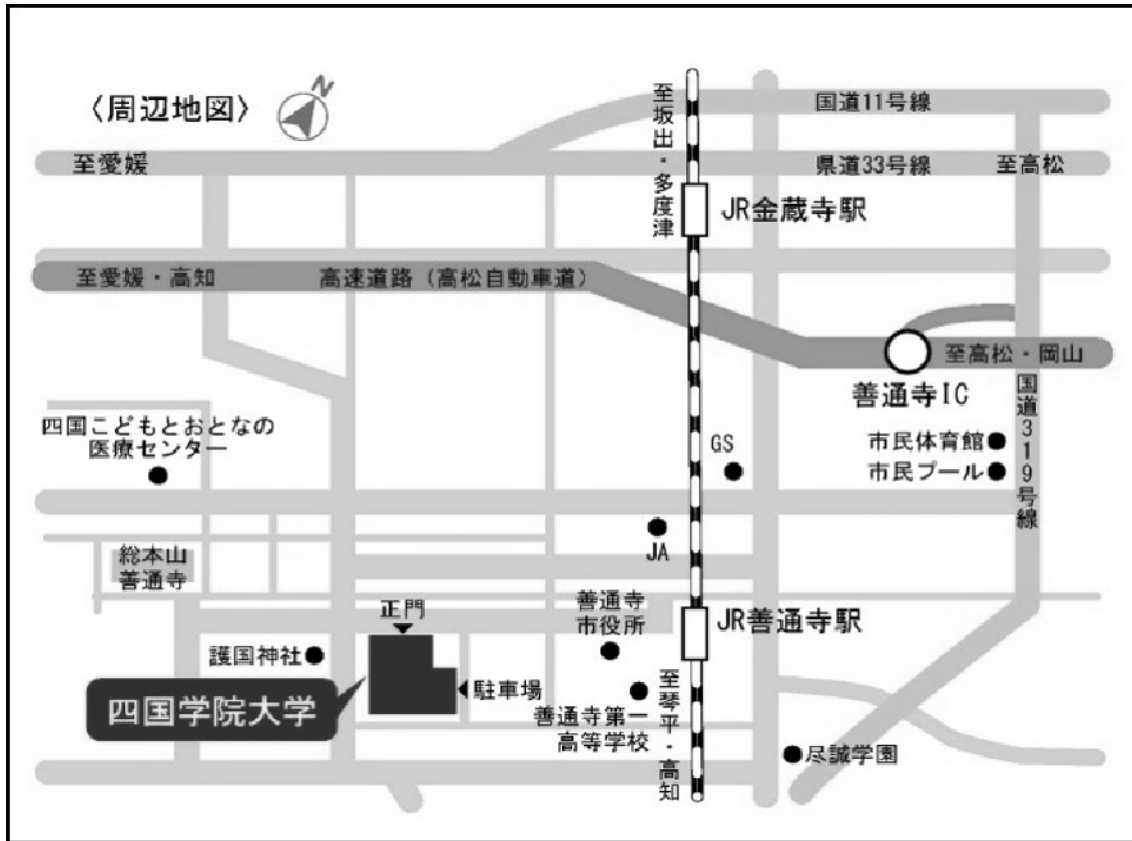 〈周辺地図〉
N
至坂出・多度津
国道11号線
至愛媛
県道33号線
至高松
JR金蔵寺駅
至愛媛・高知
高速道路（高松自動車道）
至高松・岡山
善通寺IC
国道319号線
四国こどもとおとなの
医療センター
GS
市民体育館
市民プール
JA
総本山
善通寺
正門
善通寺
市役所
JR善通寺駅
護国神社
駐車場
四国学院大学
善通寺第一
高等学校
至琴平・高知
尽誠学園